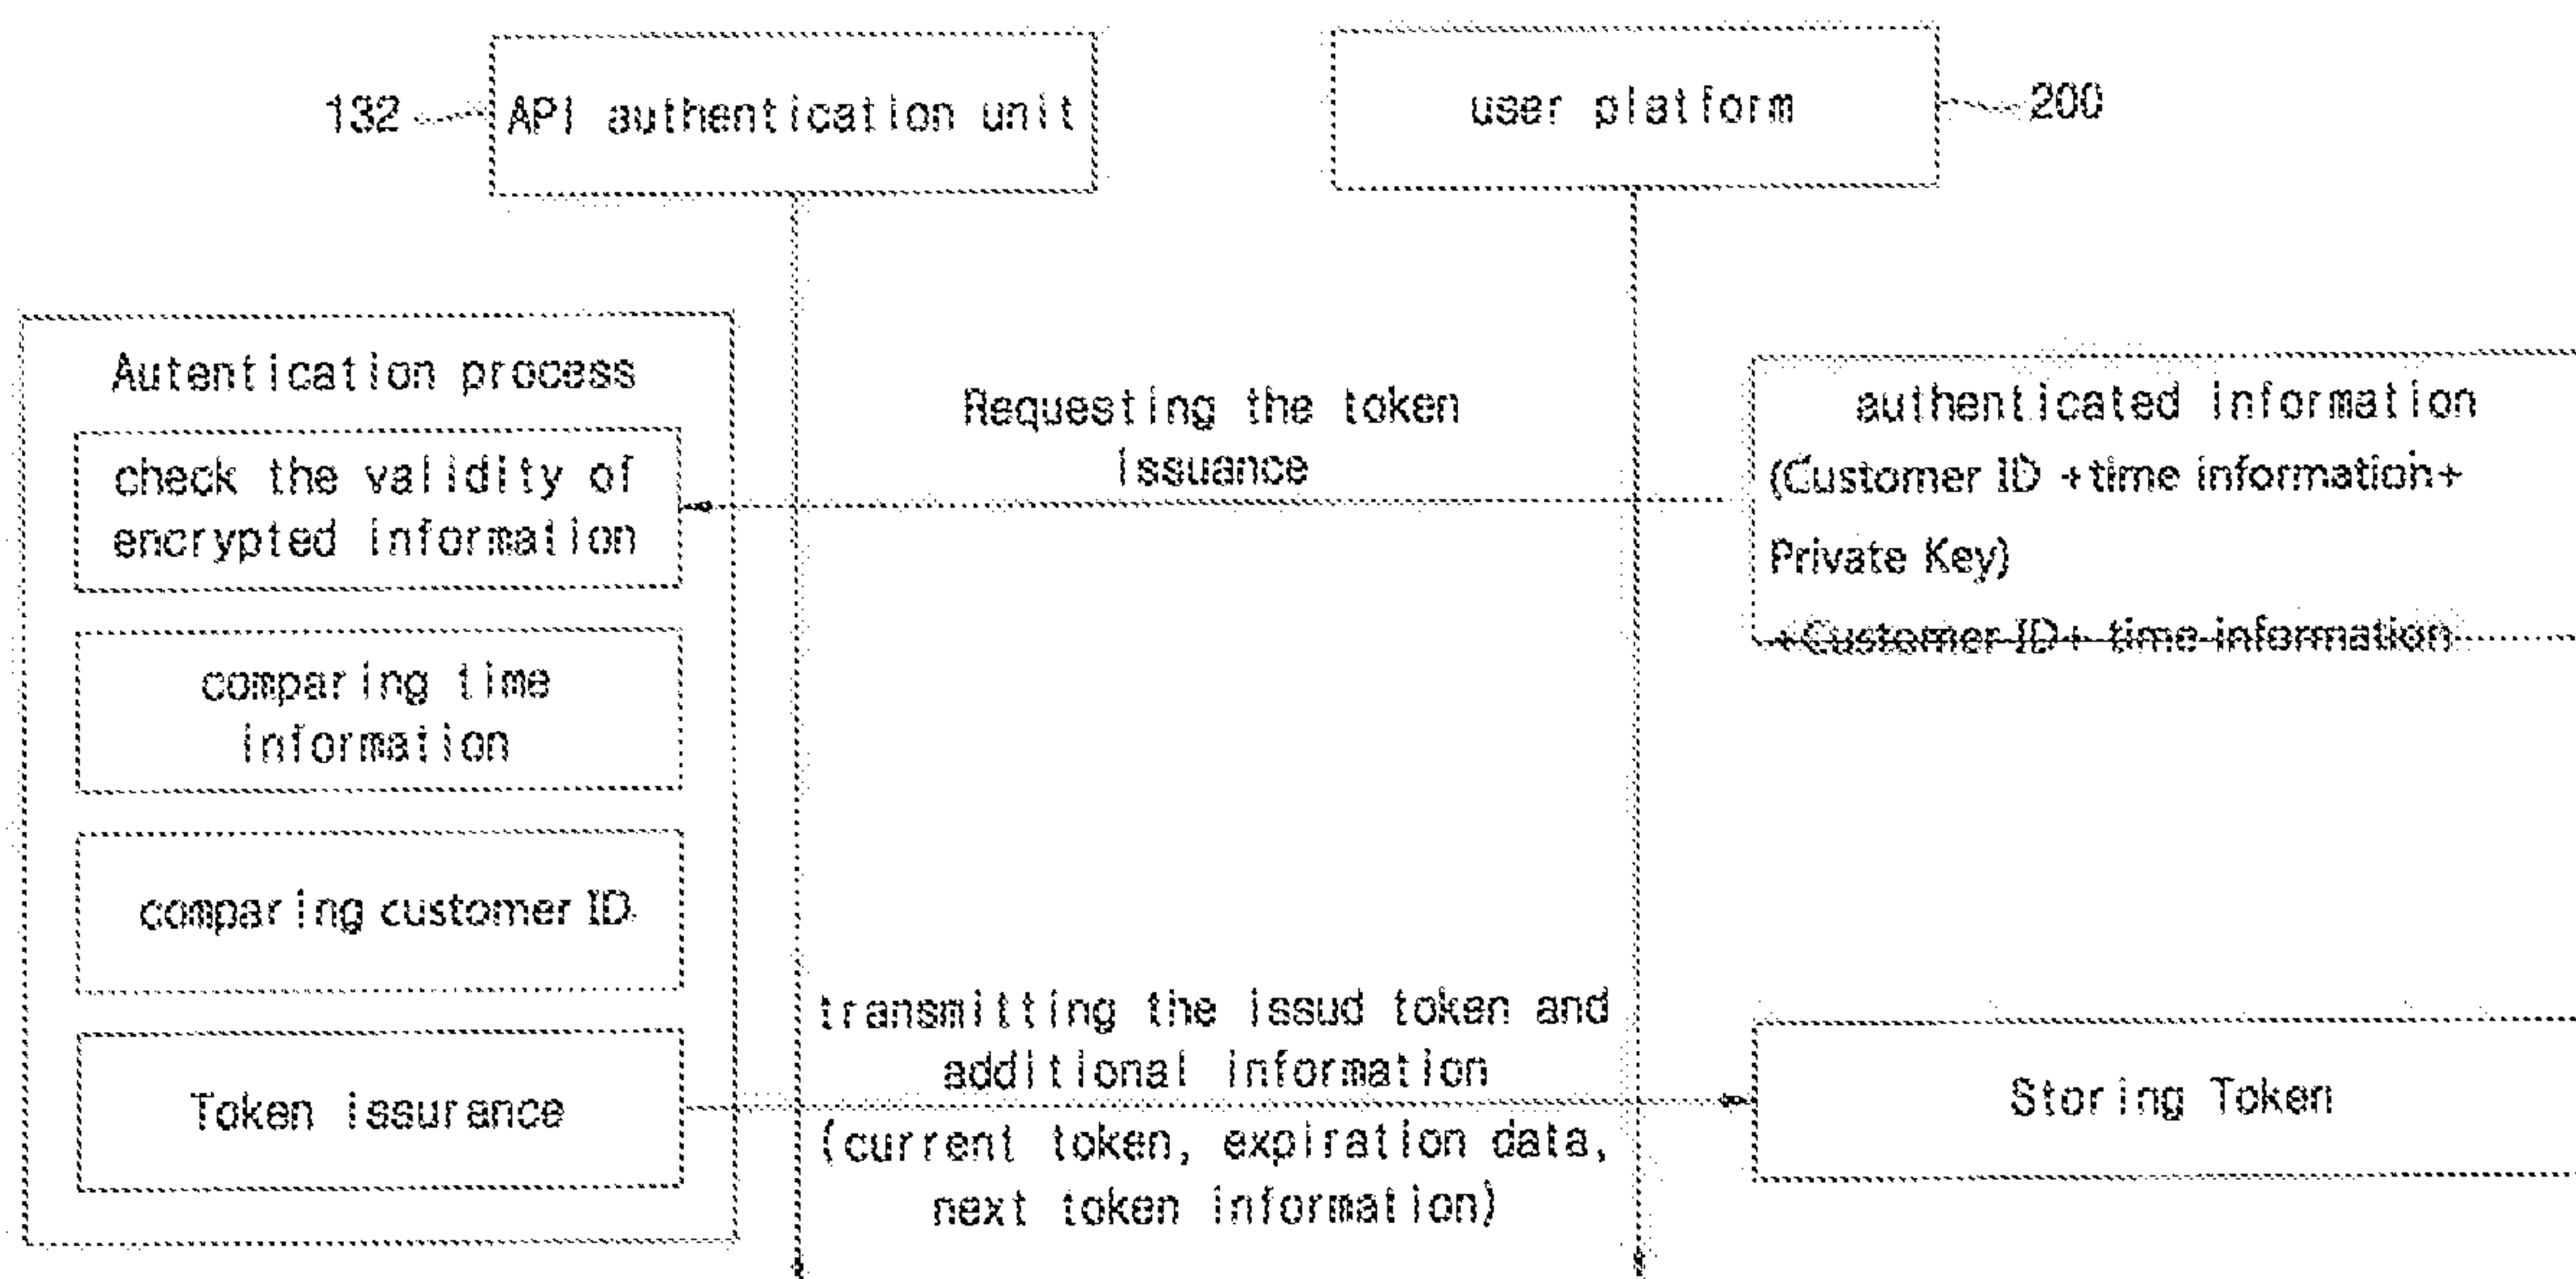 132
API authentication unit
user platform
200
Autentication process
check the validity of
encrypted information
comparing time
information
comparing customer ID
Token issurance
Requesting the token
issuance
authenticated information
(Customer ID +time information+
Private Key)
+Customer ID+ time information
transmitting the issud token and
additional information
(current token, expiration data,
next token information)
Storing Token